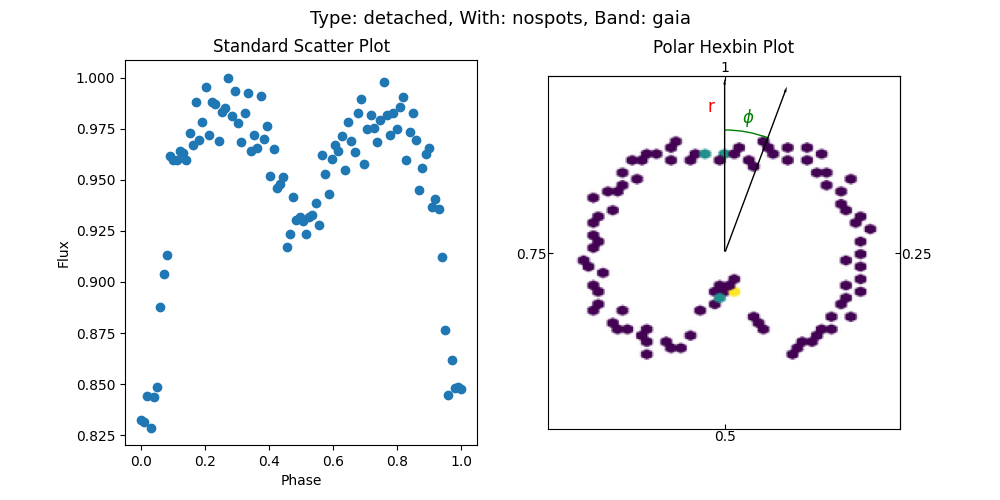 Type: detached, With: nospots, Band: gaia
Standard Scatter Plot
Polar Hexbin Plot
1.000
0.975
0.950
0.925
0.900
0.875
0.850
0.825
Flux
0.0
0.2
0.4
0.6
0.8
1.0
Phase
1
r
ϕ
0.75
0.25
0.5